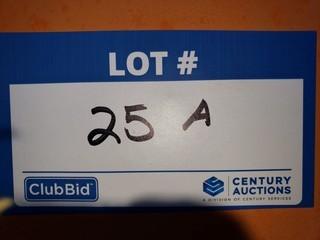 LOT #
25 A
ClubBid
CENTURY
AUCTIONS
A DIVISION OF CENTURY SERVICES